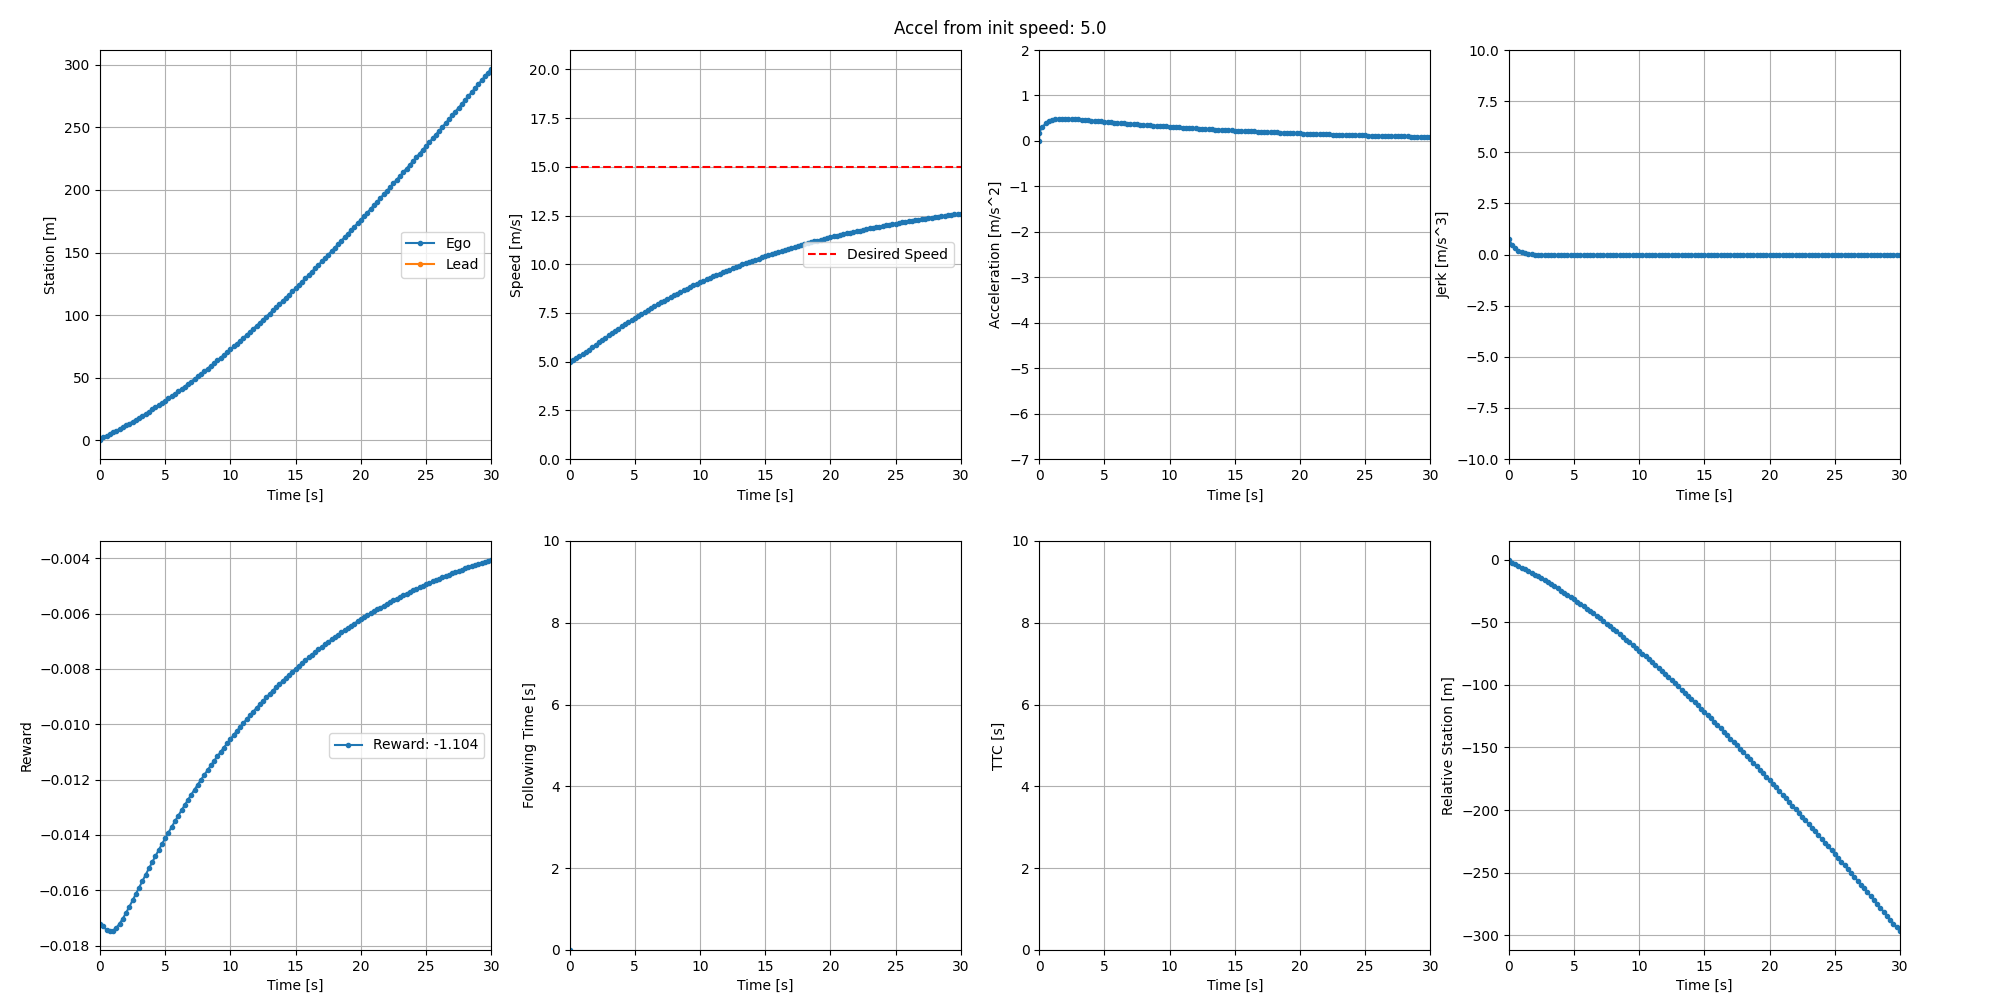 Accel from init speed: 5.0
300
250
200
150
100
50
0
Station [m]
Ego
Lead
0 5 10 15 20 25 30
Time [s]
20.0
17.5
15.0
12.5
10.0
7.5
5.0
2.5
0.0
Speed [m/s]
Desired Speed
0 5 10 15 20 25 30
Time [s]
2
1
0
−1
−2
−3
−4
−5
−6
−7
Acceleration [m/s^2]
0 5 10 15 20 25 30
Time [s]
10.0
7.5
5.0
2.5
0.0
−2.5
−5.0
−7.5
−10.0
Jerk [m/s^3]
0 5 10 15 20 25 30
Time [s]
−0.004
−0.006
−0.008
−0.010
−0.012
−0.014
−0.016
−0.018
Reward
Reward: -1.104
0 5 10 15 20 25 30
Time [s]
10
8
6
4
2
0
Following Time [s]
0 5 10 15 20 25 30
Time [s]
10
8
6
4
2
0
TTC [s]
0 5 10 15 20 25 30
Time [s]
0
−50
−100
−150
−200
−250
−300
Relative Station [m]
0 5 10 15 20 25 30
Time [s]